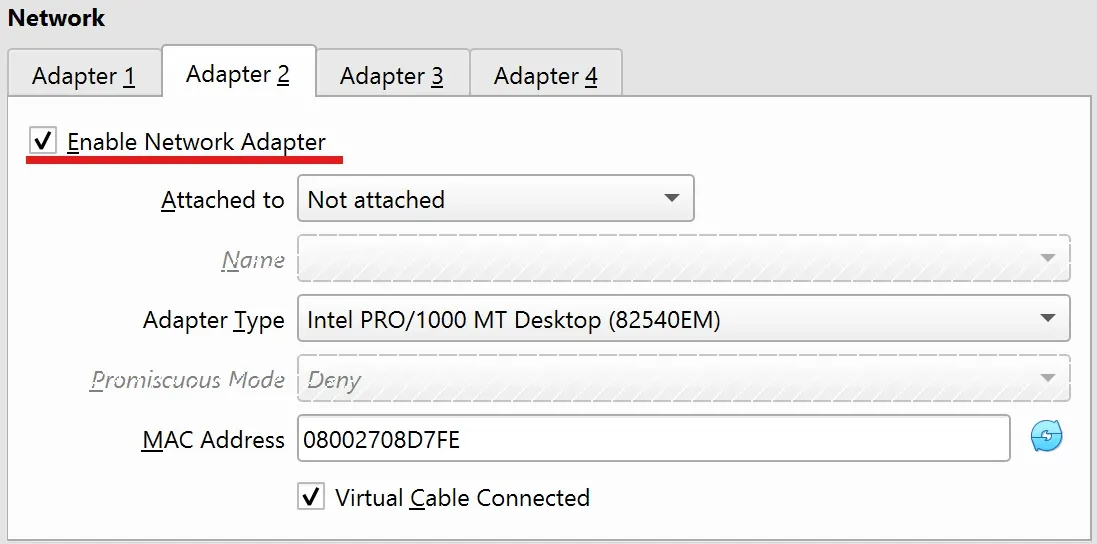 Network
Adapter 1 Adapter 2 Adapter 3 Adapter 4
Enable Network Adapter
Attached to Not attached
Name
Adapter Type Intel PRO/1000 MT Desktop (82540EM)
Promiscuous Mode Deny
MAC Address 08002708D7FE
Virtual Cable Connected